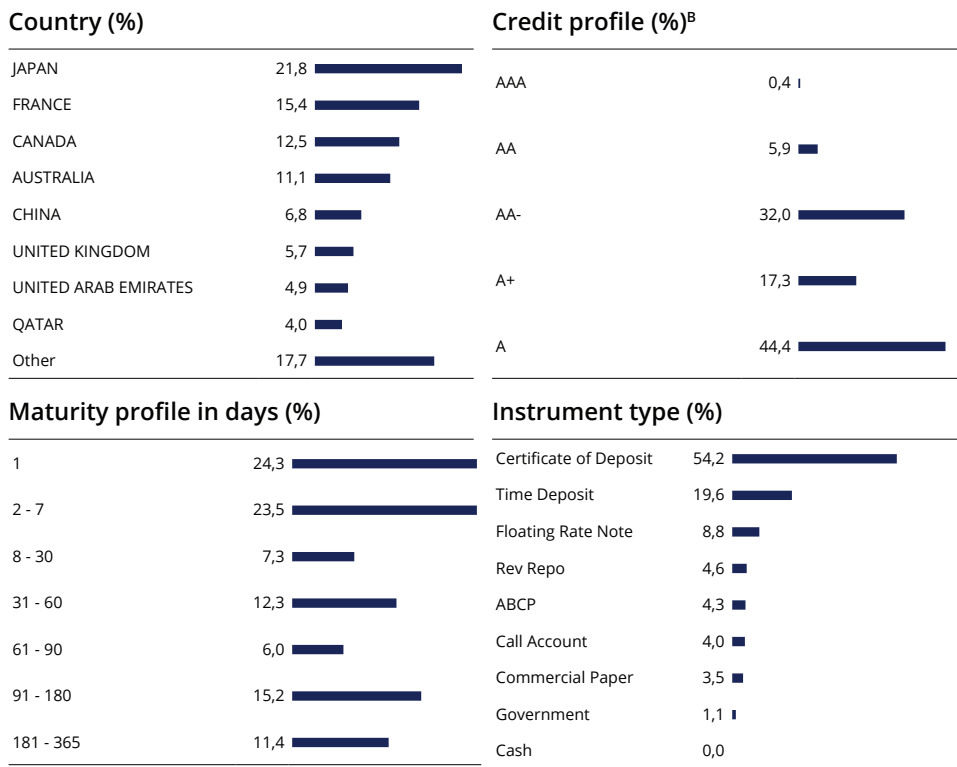 Country (%)
JAPAN 21,8
FRANCE 15,4
CANADA 12,5
AUSTRALIA 11,1
CHINA 6,8
UNITED KINGDOM 5,7
UNITED ARAB EMIRATES 4,9
QATAR 4,0
Other 17,7
Credit profile (%)ᴮ
AAA 0,4
AA 5,9
AA- 32,0
A+ 17,3
A 44,4
Maturity profile in days (%)
1 24,3
2 - 7 23,5
8 - 30 7,3
31 - 60 12,3
61 - 90 6,0
91 - 180 15,2
181 - 365 11,4
Instrument type (%)
Certificate of Deposit 54,2
Time Deposit 19,6
Floating Rate Note 8,8
Rev Repo 4,6
ABCP 4,3
Call Account 4,0
Commercial Paper 3,5
Government 1,1
Cash 0,0